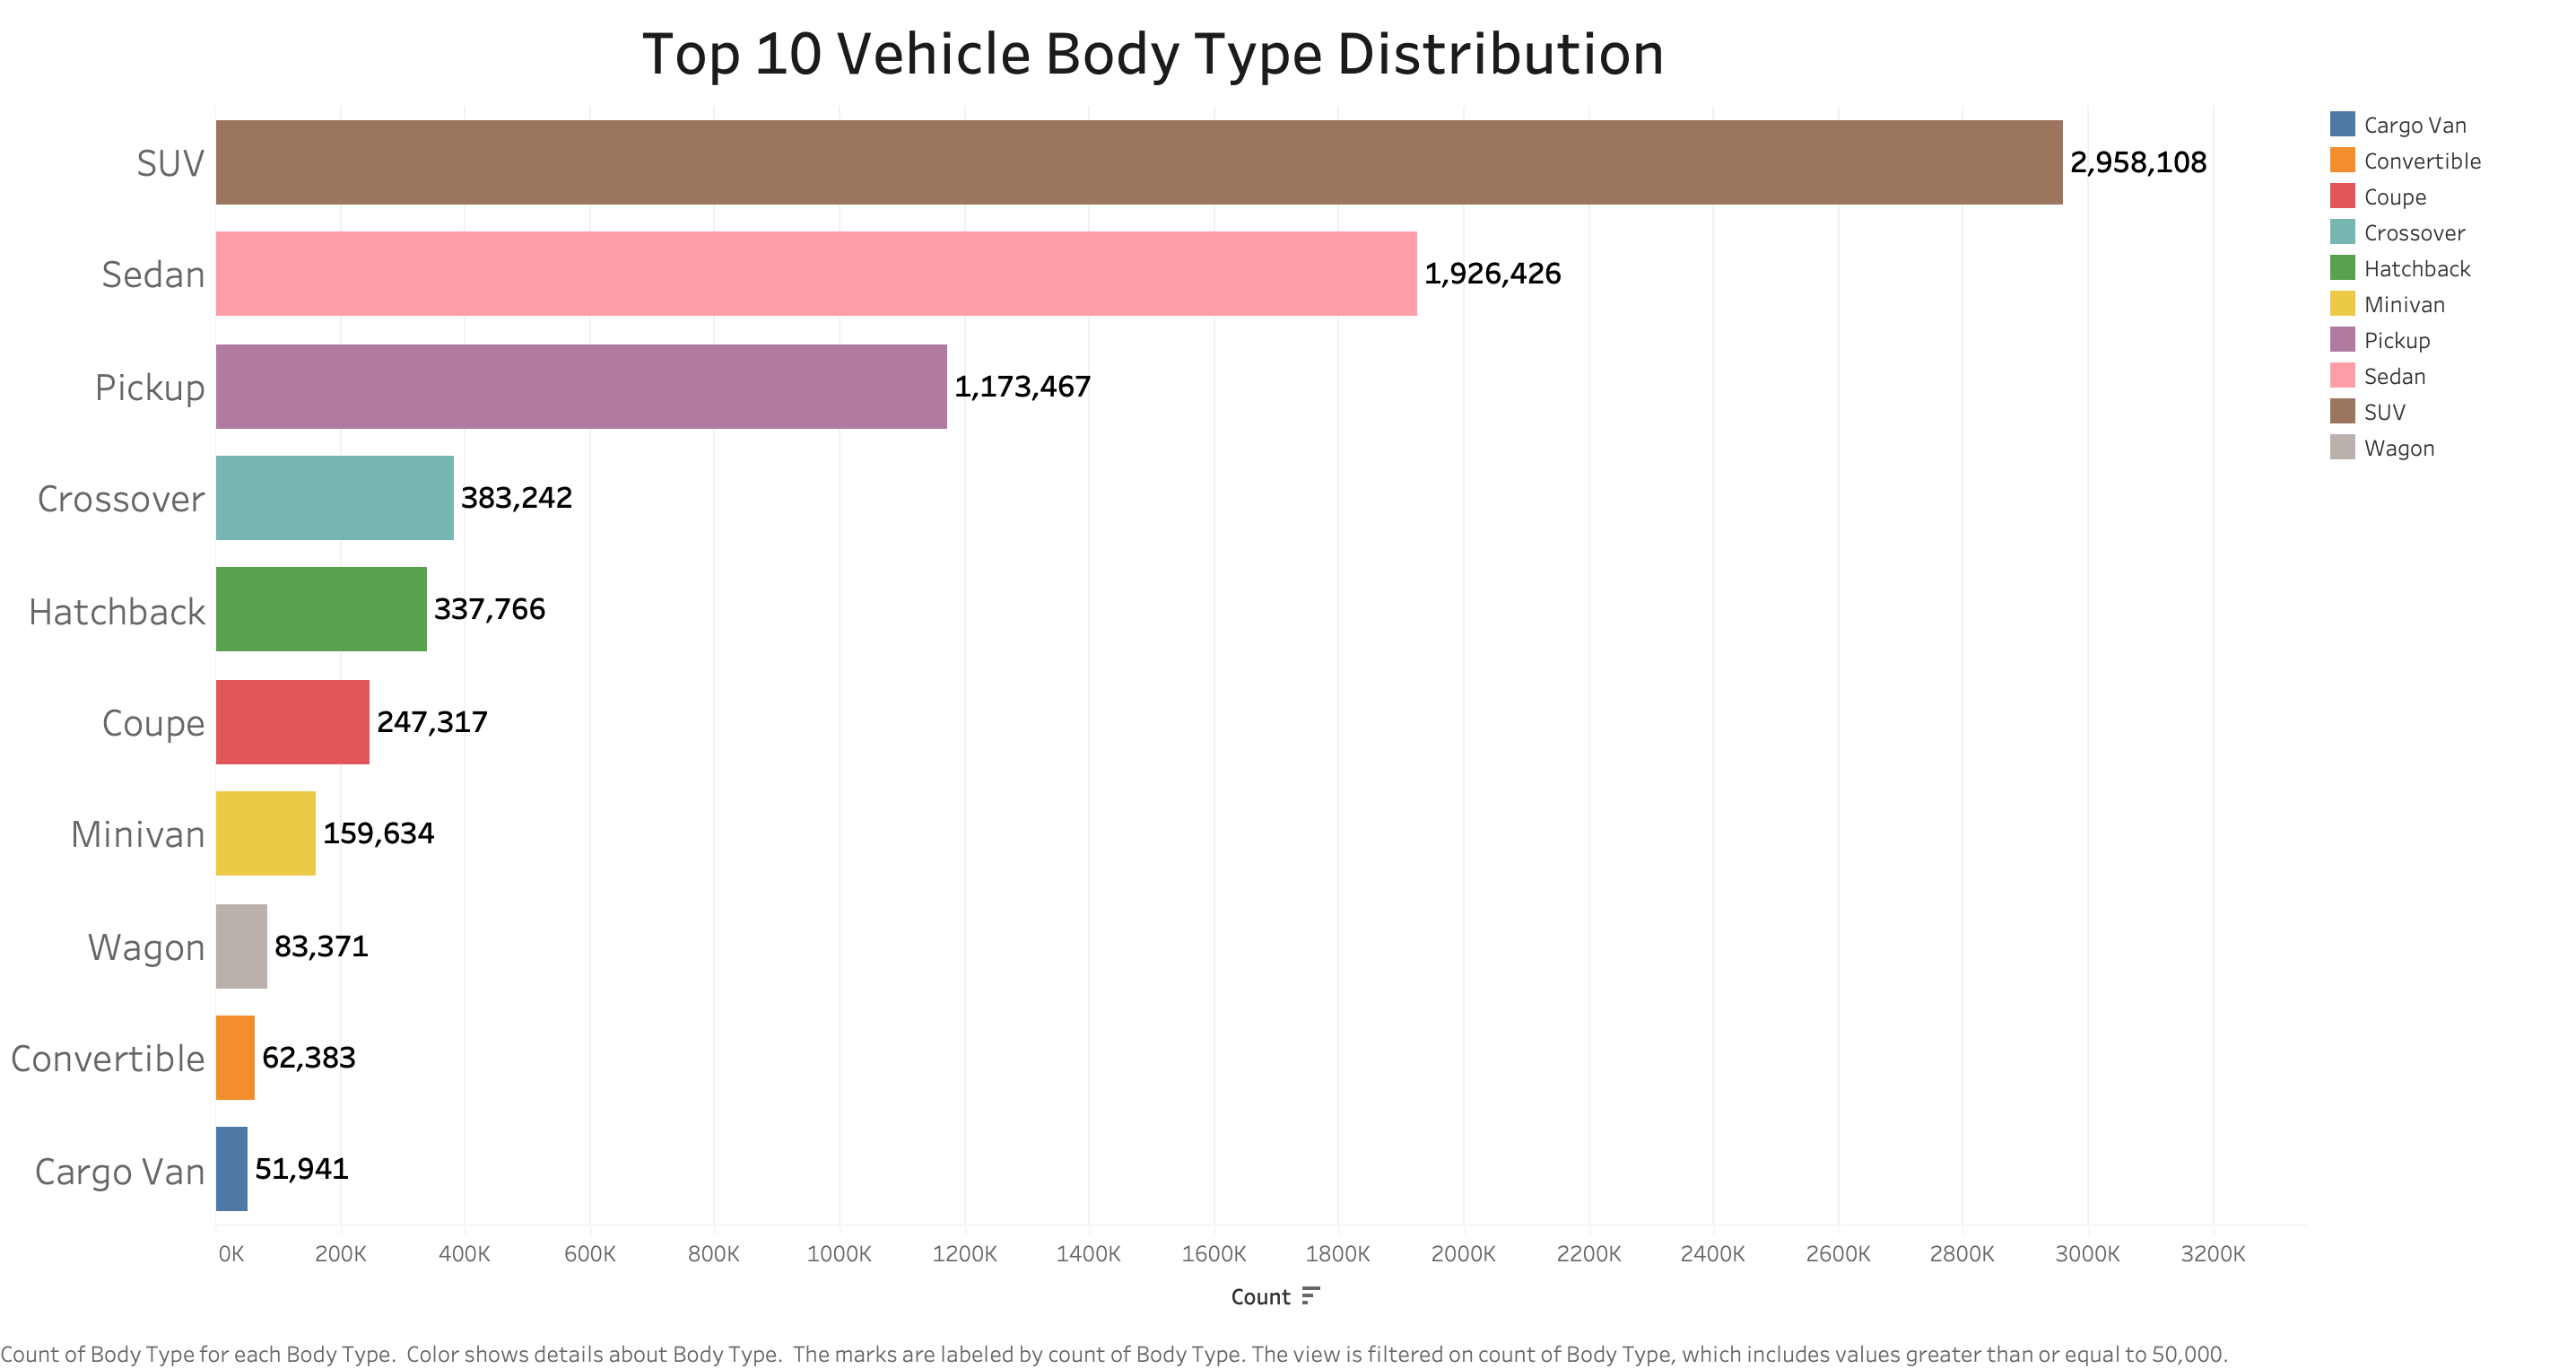 Top 10 Vehicle Body Type Distribution
SUV
2,958,108
Sedan
1,926,426
Pickup
1,173,467
Crossover
383,242
Hatchback
337,766
Coupe
247,317
Minivan
159,634
Wagon
83,371
Convertible
62,383
Cargo Van
51,941
0K 200K 400K 600K 800K 1000K 1200K 1400K 1600K 1800K 2000K 2200K 2400K 2600K 2800K 3000K 3200K
Count
Cargo Van
Convertible
Coupe
Crossover
Hatchback
Minivan
Pickup
Sedan
SUV
Wagon
Count of Body Type for each Body Type.  Color shows details about Body Type.  The marks are labeled by count of Body Type. The view is filtered on count of Body Type, which includes values greater than or equal to 50,000.